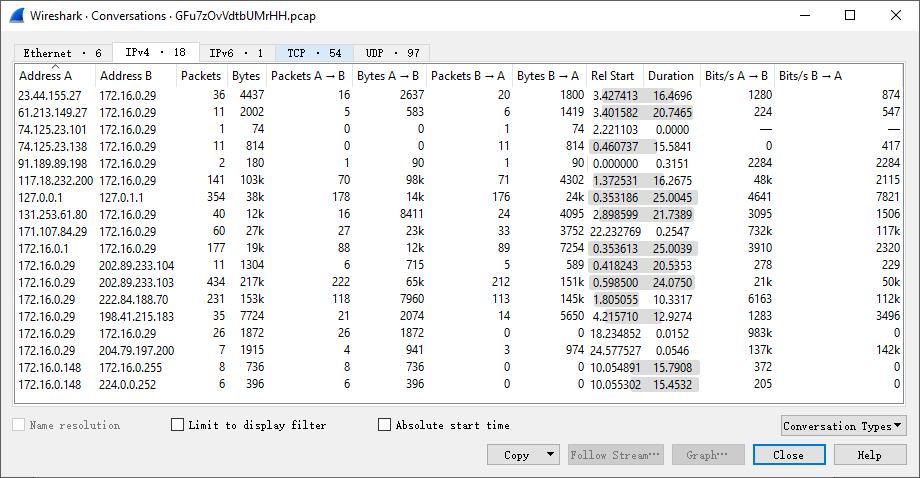 Wireshark · Conversations · GFu7zOvVdtbUMrHH.pcap
Ethernet · 6 IPv4 · 18 IPv6 · 1 TCP · 54 UDP · 97
Address A Address B Packets Bytes Packets A → B Bytes A → B Packets B → A Bytes B → A Rel Start Duration Bits/s A → B Bits/s B → A
23.44.155.27 172.16.0.29 36 4437 16 2637 20 1800 3.427413 16.4696 1280 874
61.213.149.27 172.16.0.29 11 2002 5 583 6 1419 3.401582 20.7465 224 547
74.125.23.101 172.16.0.29 1 74 0 0 1 74 2.221103 0.0000 — —
74.125.23.138 172.16.0.29 11 814 0 0 11 814 0.460737 15.5841 0 417
91.189.89.198 172.16.0.29 2 180 1 90 1 90 0.000000 0.3151 2284 2284
117.18.232.200 172.16.0.29 141 103k 70 98k 71 4302 1.372531 16.2675 48k 2115
127.0.0.1 127.0.1.1 354 38k 178 14k 176 24k 0.353186 25.0045 4641 7821
131.253.61.80 172.16.0.29 40 12k 16 8411 24 4095 2.898599 21.7389 3095 1506
171.107.84.29 172.16.0.29 60 27k 27 23k 33 3752 22.232769 0.2547 732k 117k
172.16.0.1 172.16.0.29 177 19k 88 12k 89 7254 0.353613 25.0039 3910 2320
172.16.0.29 202.89.233.104 11 1304 6 715 5 589 0.418243 20.5353 278 229
172.16.0.29 202.89.233.103 434 217k 222 65k 212 151k 0.598500 24.0750 21k 50k
172.16.0.29 222.84.188.70 231 153k 118 7960 113 145k 1.805055 10.3317 6163 112k
172.16.0.29 198.41.215.183 35 7724 21 2074 14 5650 4.215710 12.9274 1283 3496
172.16.0.29 172.16.0.29 26 1872 26 1872 0 0 18.234852 0.0152 983k 0
172.16.0.29 204.79.197.200 7 1915 4 941 3 974 24.577527 0.0546 137k 142k
172.16.0.148 172.16.0.255 8 736 8 736 0 0 10.054891 15.7908 372 0
172.16.0.148 224.0.0.252 6 396 6 396 0 0 10.055302 15.4532 205 0
Name resolution Limit to display filter Absolute start time Conversation Types
Copy Follow Stream… Graph… Close Help